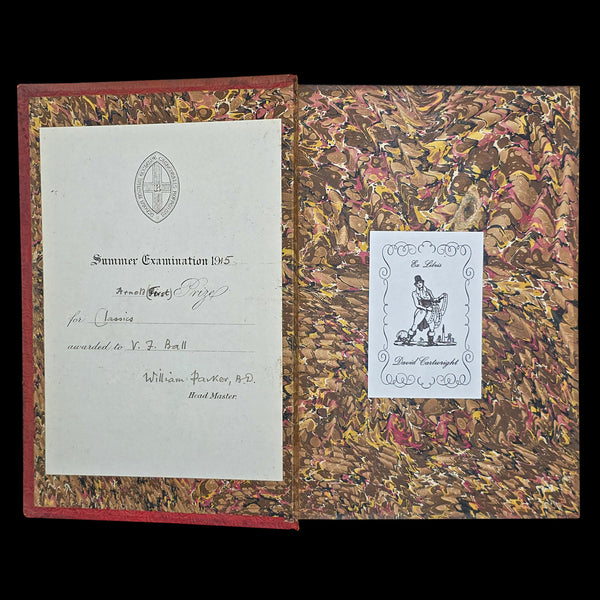 Summer Examination 1915
Arnold (First) Prize
for Classics
awarded to V. F. Ball
William Parker, B.D.
Head Master.
Ex Libris
David Cartwright